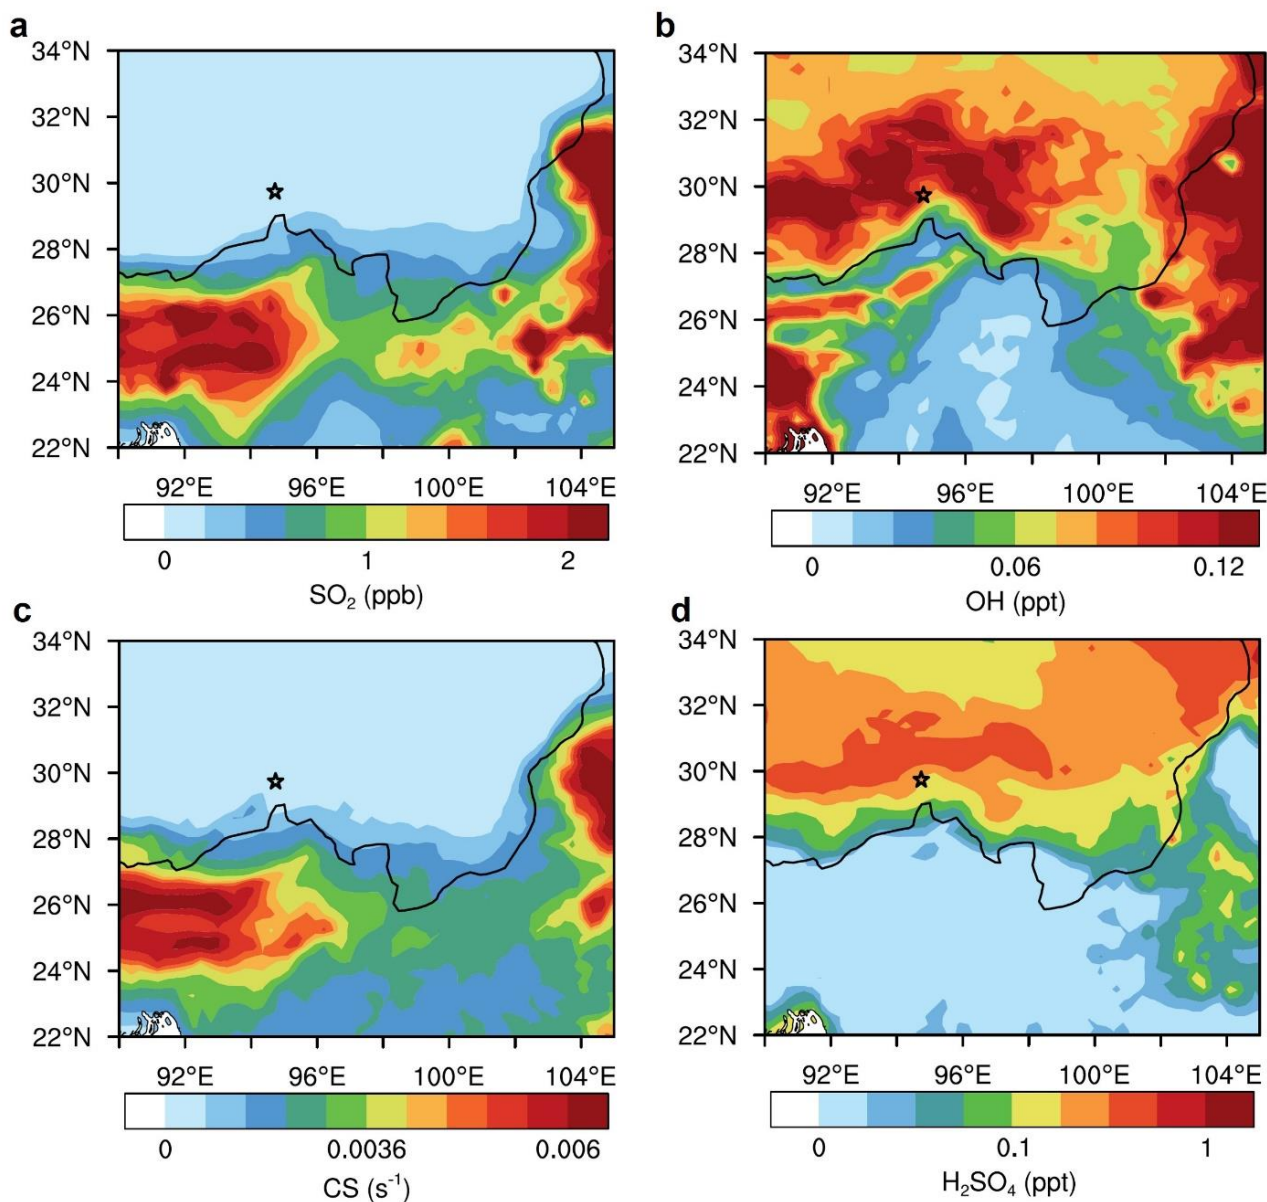 a
34°N
32°N
30°N
28°N
26°N
24°N
22°N
92°E 96°E 100°E 104°E
0 1 2
SO₂ (ppb)
b
34°N
32°N
30°N
28°N
26°N
24°N
22°N
92°E 96°E 100°E 104°E
0 0.06 0.12
OH (ppt)
c
34°N
32°N
30°N
28°N
26°N
24°N
22°N
92°E 96°E 100°E 104°E
0 0.0036 0.006
CS (s⁻¹)
d
34°N
32°N
30°N
28°N
26°N
24°N
22°N
92°E 96°E 100°E 104°E
0 0.1 1
H₂SO₄ (ppt)